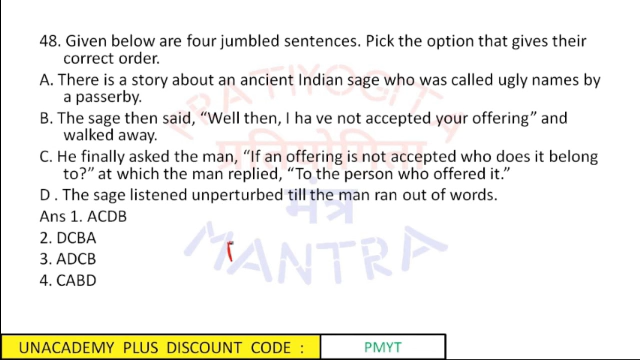 48. Given below are four jumbled sentences. Pick the option that gives their
correct order.
A. There is a story about an ancient Indian sage who was called ugly names by
a passerby.
B. The sage then said, “Well then, I ha ve not accepted your offering” and
walked away.
C. He finally asked the man, “If an offering is not accepted who does it belong
to?” at which the man replied, “To the person who offered it.”
D . The sage listened unperturbed till the man ran out of words.
Ans 1. ACDB
2. DCBA
3. ADCB
4. CABD
PRATIYOGITA
प्रतियोगिता
मंत्र
MANTRA
UNACADEMY PLUS DISCOUNT CODE :
PMYT